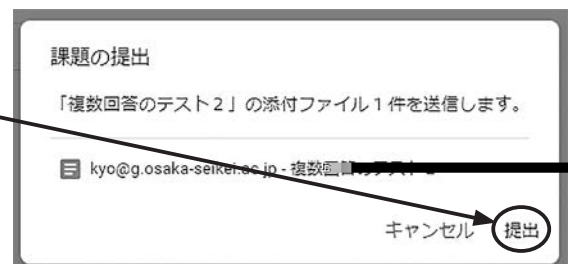 課題の提出
「複数回答のテスト2」の添付ファイル1件を送信します。
kyo@g.osaka-seikei.ac.jp - 複数
キャンセル 提出